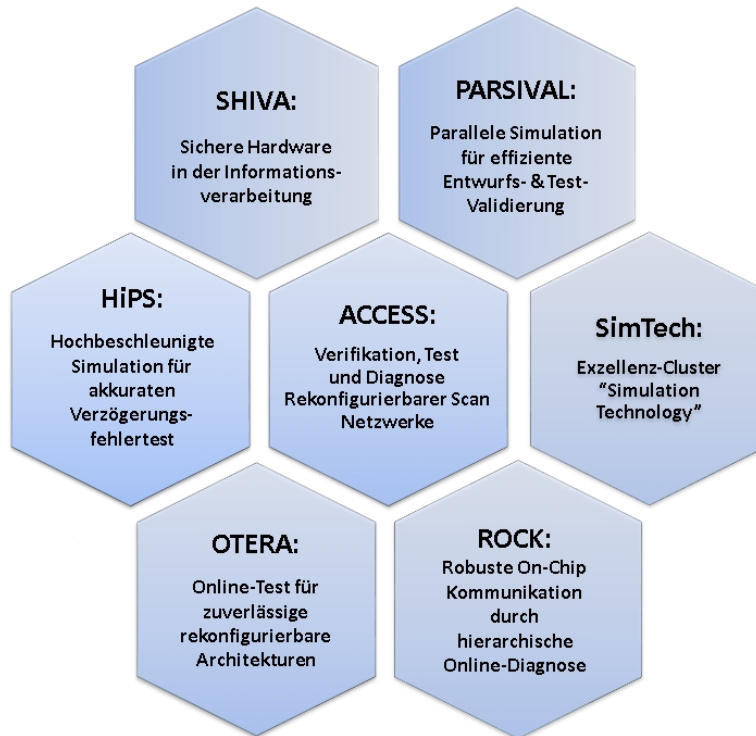 SHIVA:
Sichere Hardware
in der Informations-
verarbeitung
PARSIVAL:
Parallele Simulation
für effiziente
Entwurfs- & Test-
Validierung
HiPS:
Hochbeschleunigte
Simulation für
akkuraten
Verzögerungs-
fehlertest
ACCESS:
Verifikation, Test
und Diagnose
Rekonfigurierbarer Scan
Netzwerke
SimTech:
Exzellenz-Cluster
“Simulation
Technology”
OTERA:
Online-Test für
zuverlässige
rekonfigurierbare
Architekturen
ROCK:
Robuste On-Chip
Kommunikation
durch
hierarchische
Online-Diagnose